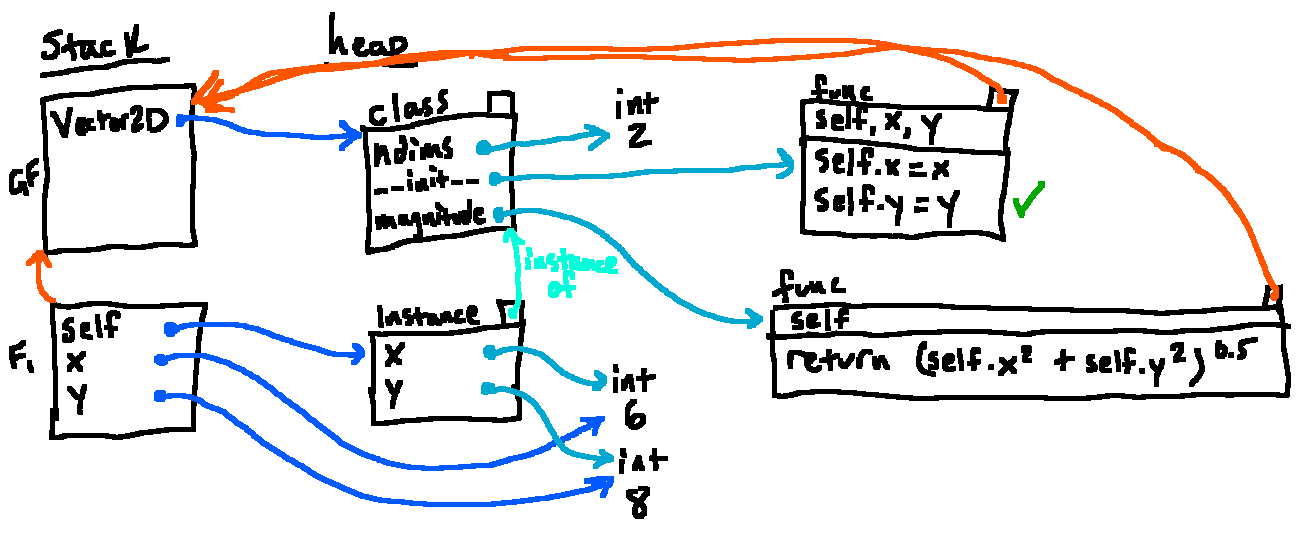 Stack
heap
GF
Vector2D
class
ndims
__init__
magnitude
int
2
func
self, x, y
self.x = x
self.y = y
instance
of
func
self
return (self.x² + self.y²)^0.5
F1
self
x
y
Instance
x
y
int
6
int
8